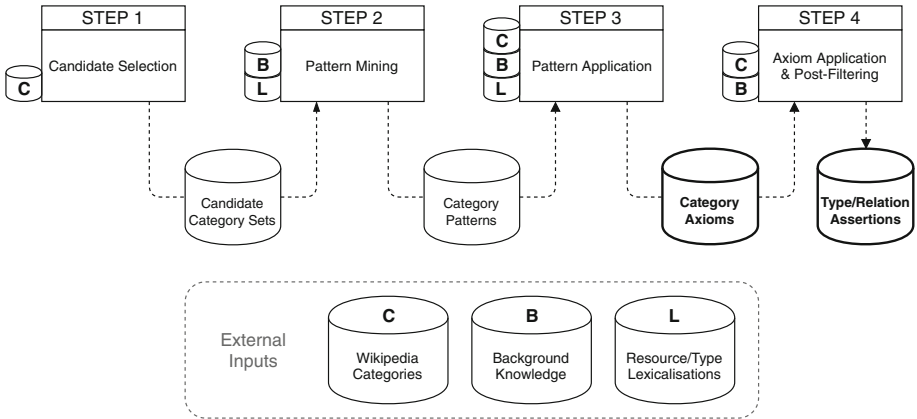 STEP 1
STEP 2
STEP 3
STEP 4
C
Candidate Selection
B
L
Pattern Mining
C
B
L
Pattern Application
C
B
Axiom Application
& Post-Filtering
Candidate
Category Sets
Category
Patterns
Category
Axioms
Type/Relation
Assertions
External
Inputs
C
Wikipedia
Categories
B
Background
Knowledge
L
Resource/Type
Lexicalisations